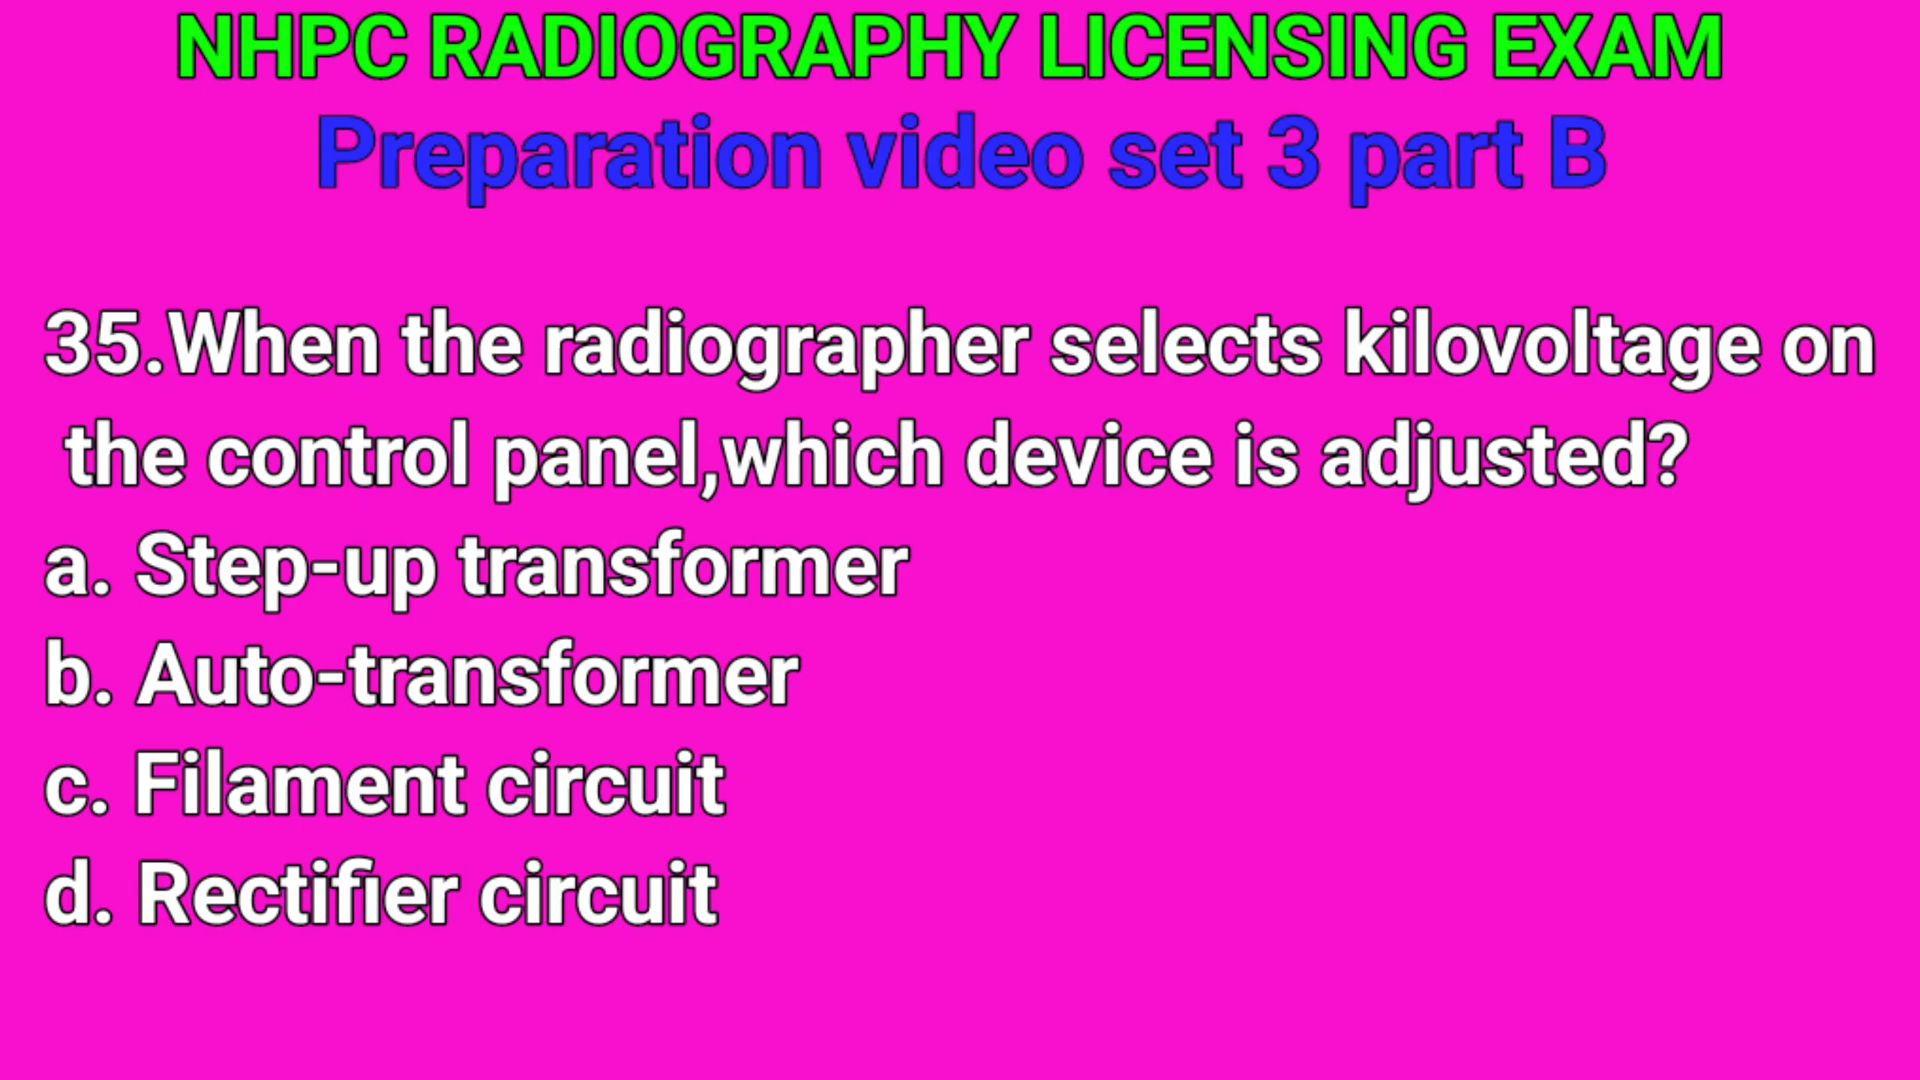 NHPC RADIOGRAPHY LICENSING EXAM
Preparation video set 3 part B
35.When the radiographer selects kilovoltage on
the control panel,which device is adjusted?
a. Step-up transformer
b. Auto-transformer
c. Filament circuit
d. Rectifier circuit